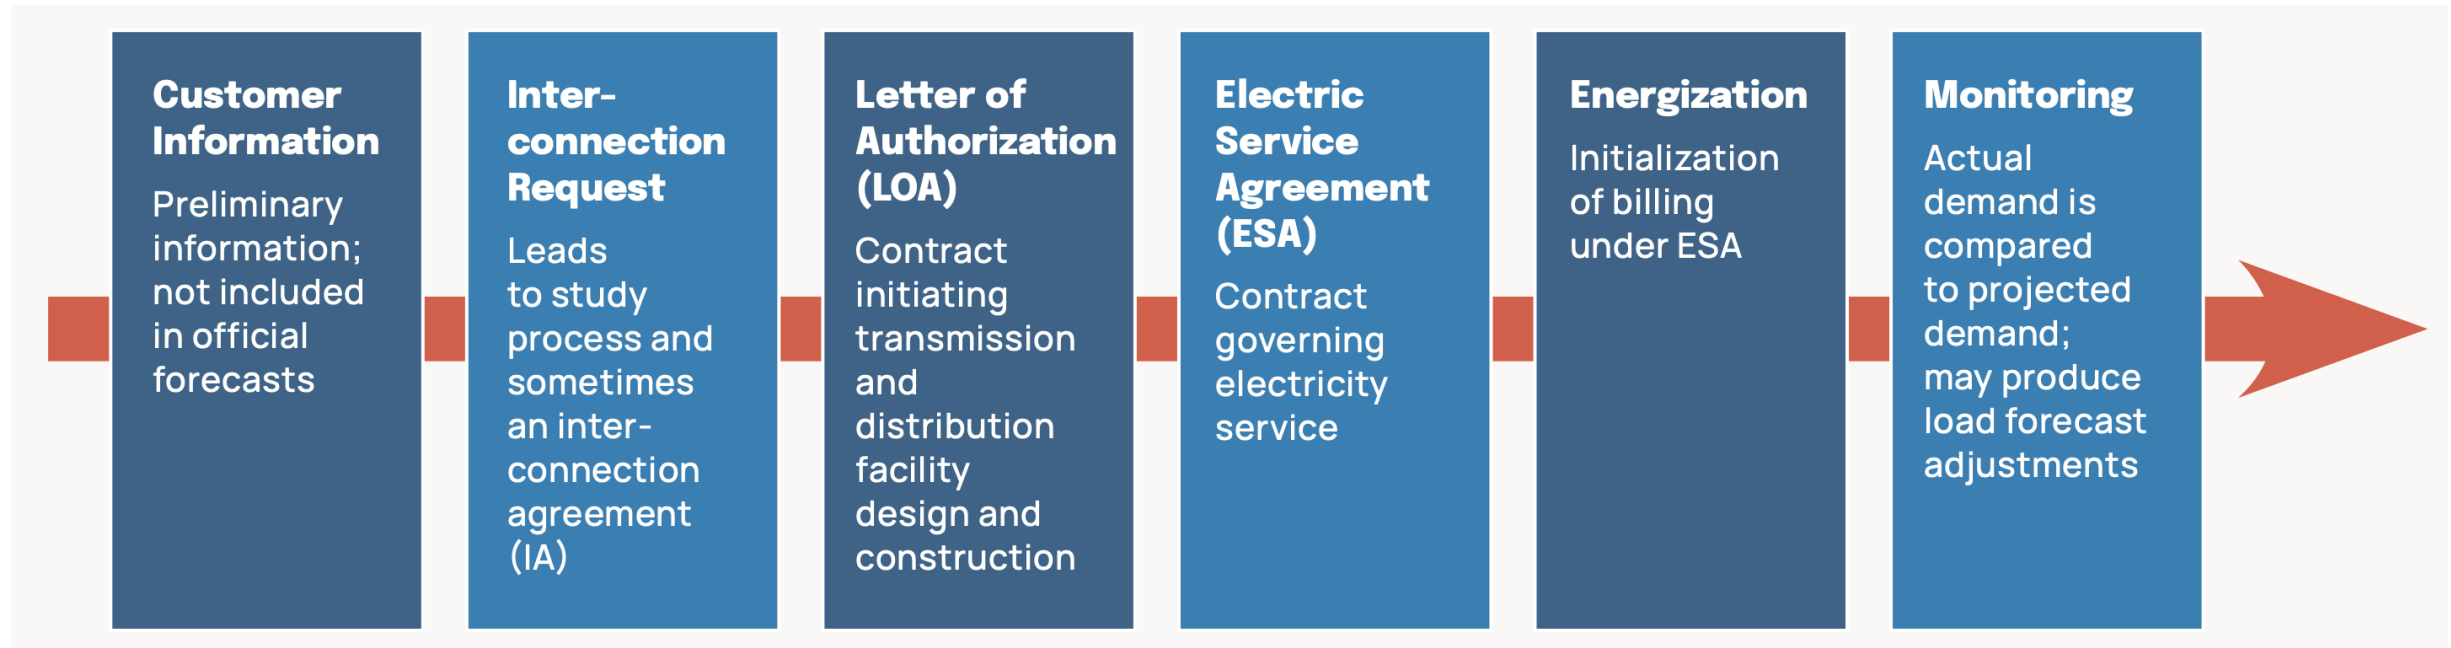 Customer
Information
Preliminary
information;
not included
in official
forecasts
Inter-
connection
Request
Leads
to study
process and
sometimes
an inter-
connection
agreement
(IA)
Letter of
Authorization
(LOA)
Contract
initiating
transmission
and
distribution
facility
design and
construction
Electric
Service
Agreement
(ESA)
Contract
governing
electricity
service
Energization
Initialization
of billing
under ESA
Monitoring
Actual
demand is
compared
to projected
demand;
may produce
load forecast
adjustments